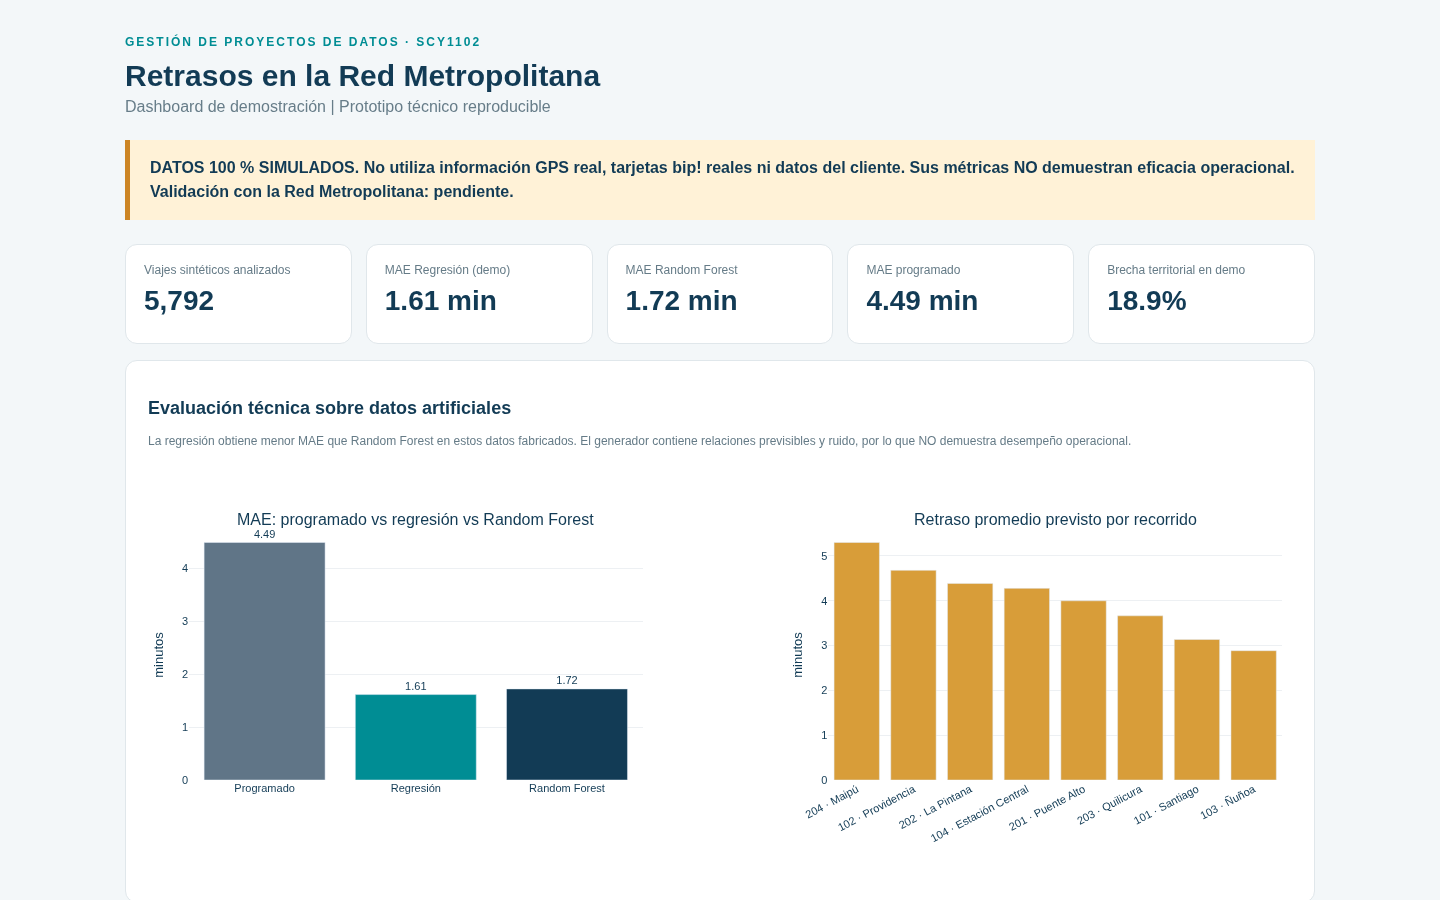 GESTIÓN DE PROYECTOS DE DATOS · SCY1102
Retrasos en la Red Metropolitana
Dashboard de demostración | Prototipo técnico reproducible
DATOS 100 % SIMULADOS. No utiliza información GPS real, tarjetas bip! reales ni datos del cliente. Sus métricas NO demuestran eficacia operacional.
Validación con la Red Metropolitana: pendiente.
Viajes sintéticos analizados
5,792
MAE Regresión (demo)
1.61 min
MAE Random Forest
1.72 min
MAE programado
4.49 min
Brecha territorial en demo
18.9%
Evaluación técnica sobre datos artificiales
La regresión obtiene menor MAE que Random Forest en estos datos fabricados. El generador contiene relaciones previsibles y ruido, por lo que NO demuestra desempeño operacional.
MAE: programado vs regresión vs Random Forest
4.49
1.61
1.72
4
3
2
1
0
minutos
Programado
Regresión
Random Forest
Retraso promedio previsto por recorrido
5
4
3
2
1
0
minutos
204 · Maipú
102 · Providencia
202 · La Pintana
104 · Estación Central
201 · Puente Alto
203 · Quilicura
101 · Santiago
103 · Ñuñoa